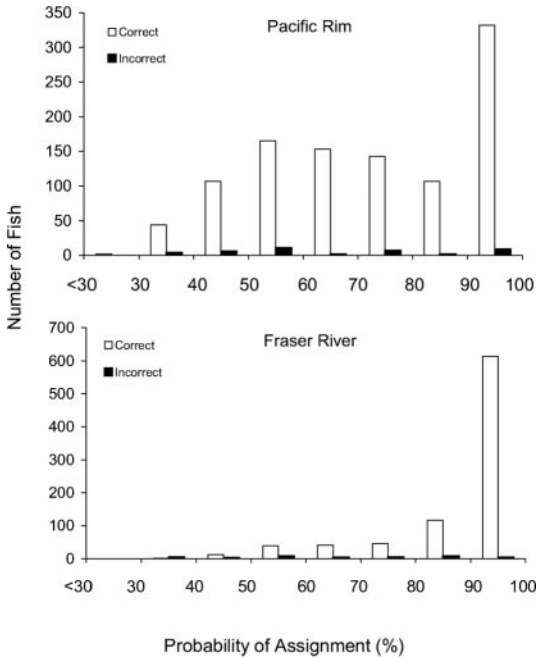 350
Pacific Rim
Correct
300
Incorrect
250
200
150
100
50
0
<30 40 50 60 70 80 90 100
Number of Fish
700
Fraser River
Correct
600
Incorrect
500
400
300
200
100
0
<30 30 40 50 60 70 80 90 100
Probability of Assignment (%)